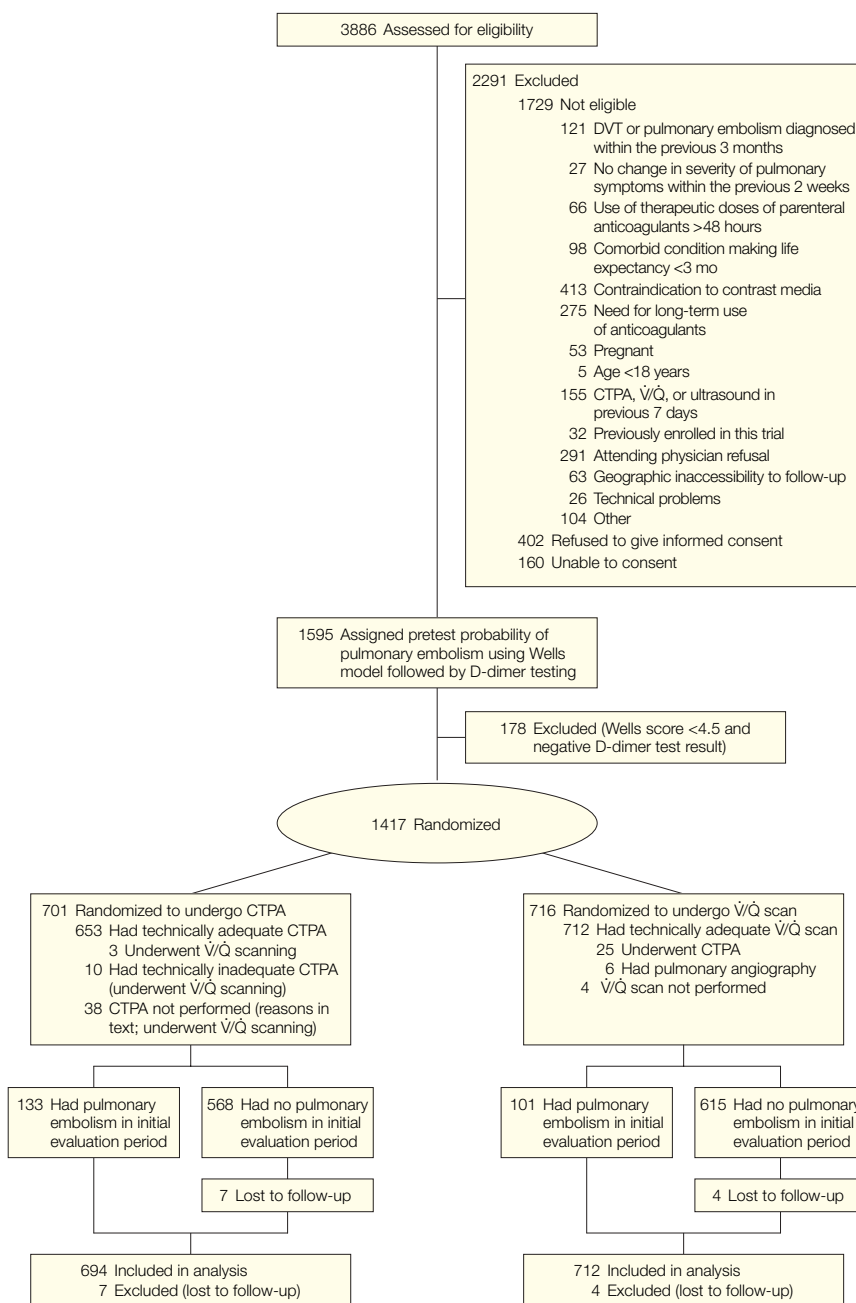 3886 Assessed for eligibility
2291 Excluded
1729 Not eligible
121 DVT or pulmonary embolism diagnosed
within the previous 3 months
27 No change in severity of pulmonary
symptoms within the previous 2 weeks
66 Use of therapeutic doses of parenteral
anticoagulants >48 hours
98 Comorbid condition making life
expectancy <3 mo
413 Contraindication to contrast media
275 Need for long-term use
of anticoagulants
53 Pregnant
5 Age <18 years
155 CTPA, V̇/Q̇, or ultrasound in
previous 7 days
32 Previously enrolled in this trial
291 Attending physician refusal
63 Geographic inaccessibility to follow-up
26 Technical problems
104 Other
402 Refused to give informed consent
160 Unable to consent
1595 Assigned pretest probability of
pulmonary embolism using Wells
model followed by D-dimer testing
178 Excluded (Wells score <4.5 and
negative D-dimer test result)
1417 Randomized
701 Randomized to undergo CTPA
653 Had technically adequate CTPA
3 Underwent V̇/Q̇ scanning
10 Had technically inadequate CTPA
(underwent V̇/Q̇ scanning)
38 CTPA not performed (reasons in
text; underwent V̇/Q̇ scanning)
716 Randomized to undergo V̇/Q̇ scan
712 Had technically adequate V̇/Q̇ scan
25 Underwent CTPA
6 Had pulmonary angiography
4 V̇/Q̇ scan not performed
133 Had pulmonary
embolism in initial
evaluation period
568 Had no pulmonary
embolism in initial
evaluation period
101 Had pulmonary
embolism in initial
evaluation period
615 Had no pulmonary
embolism in initial
evaluation period
7 Lost to follow-up
4 Lost to follow-up
694 Included in analysis
7 Excluded (lost to follow-up)
712 Included in analysis
4 Excluded (lost to follow-up)